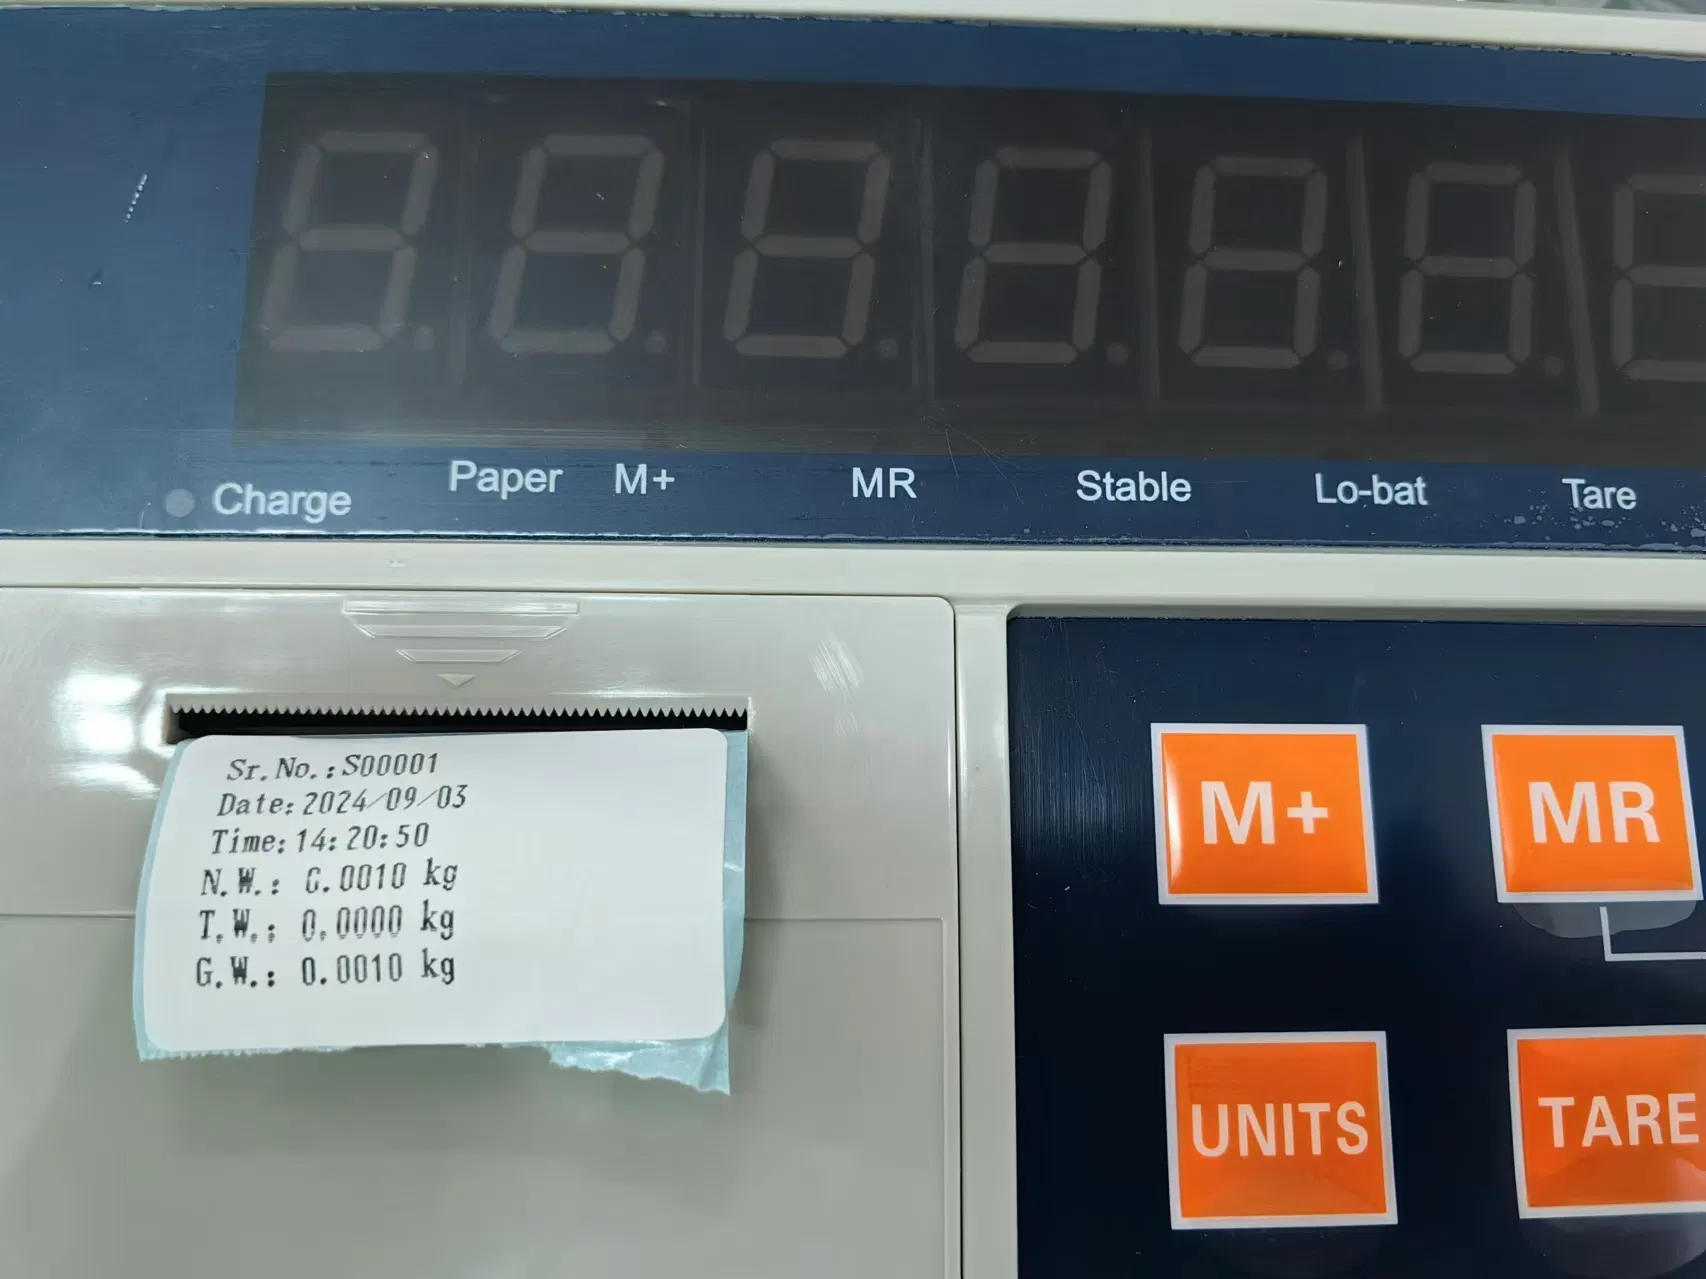 Charge Paper M+ MR Stable Lo-bat Tare
Sr.No.:S00001
Date:2024/09/03
Time:14:20:50
N.W.: 0.0010 kg
T.W.: 0.0000 kg
G.W.: 0.0010 kg
M+ MR
UNITS TARE